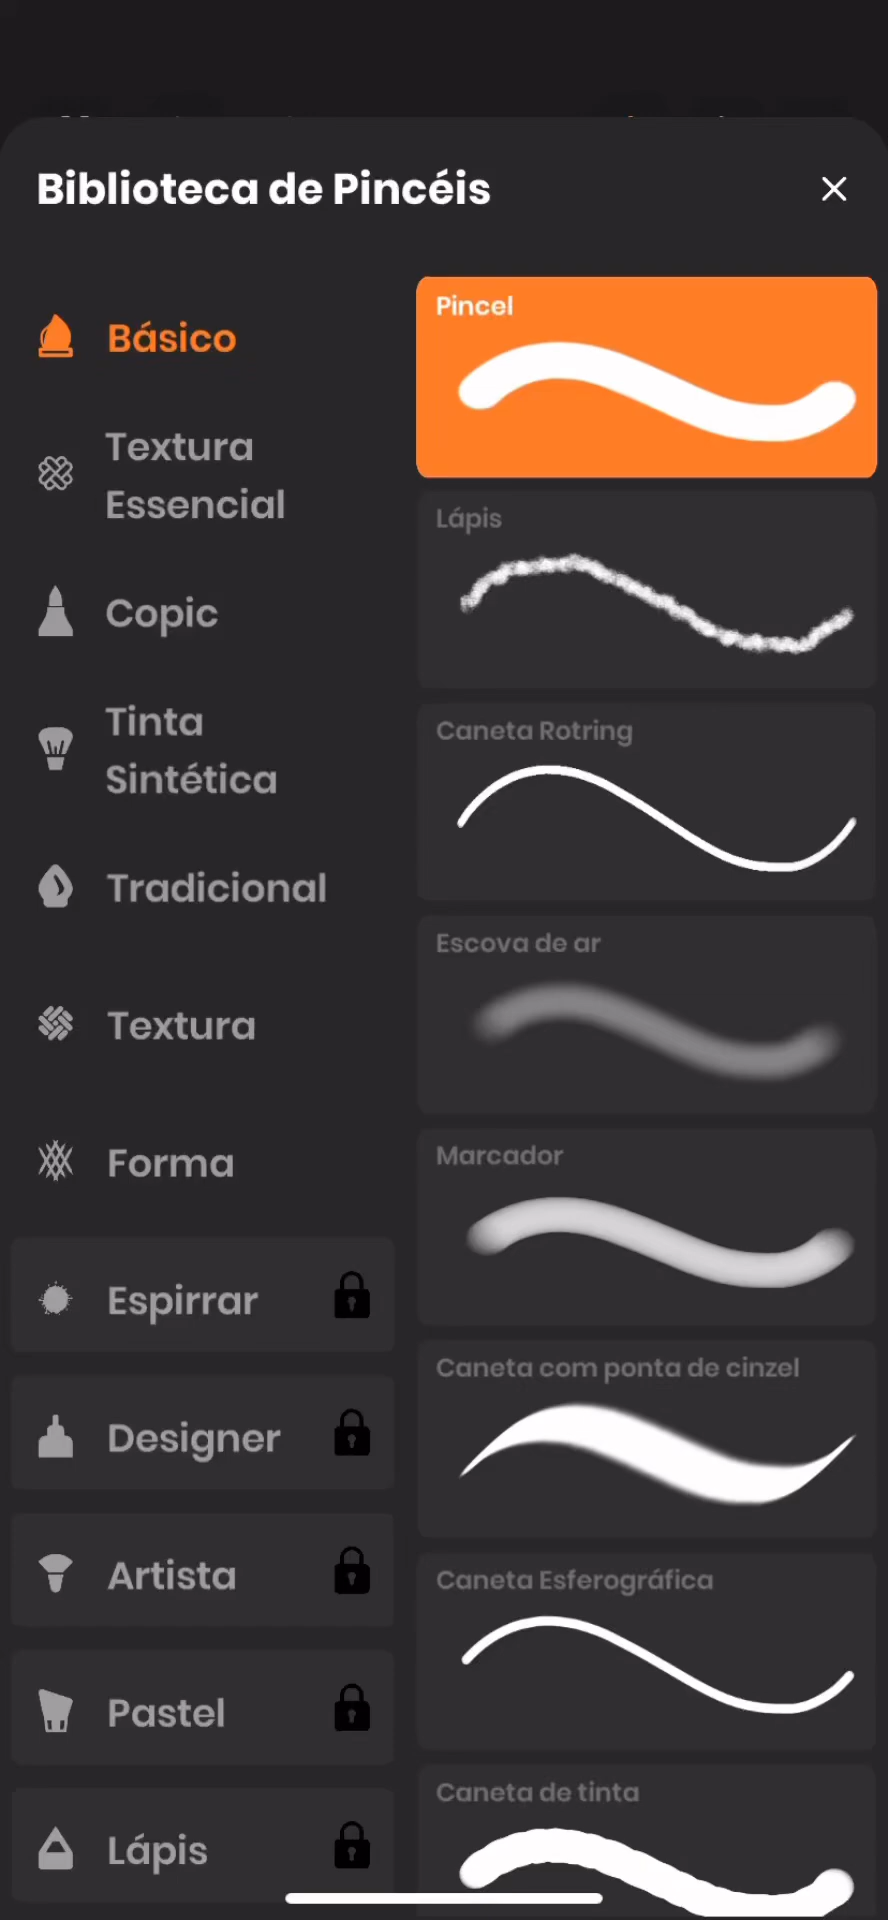 Biblioteca de Pincéis
Básico
Textura
Essencial
Copic
Tinta
Sintética
Tradicional
Textura
Forma
Espirrar
Designer
Artista
Pastel
Lápis
Pincel
Lápis
Caneta Rotring
Escova de ar
Marcador
Caneta com ponta de cinzel
Caneta Esferográfica
Caneta de tinta